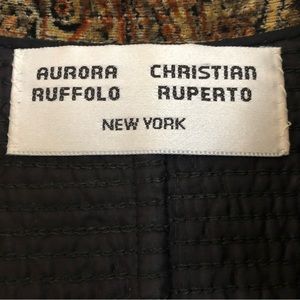 AURORA CHRISTIAN
RUFFOLO RUPERTO
NEW YORK